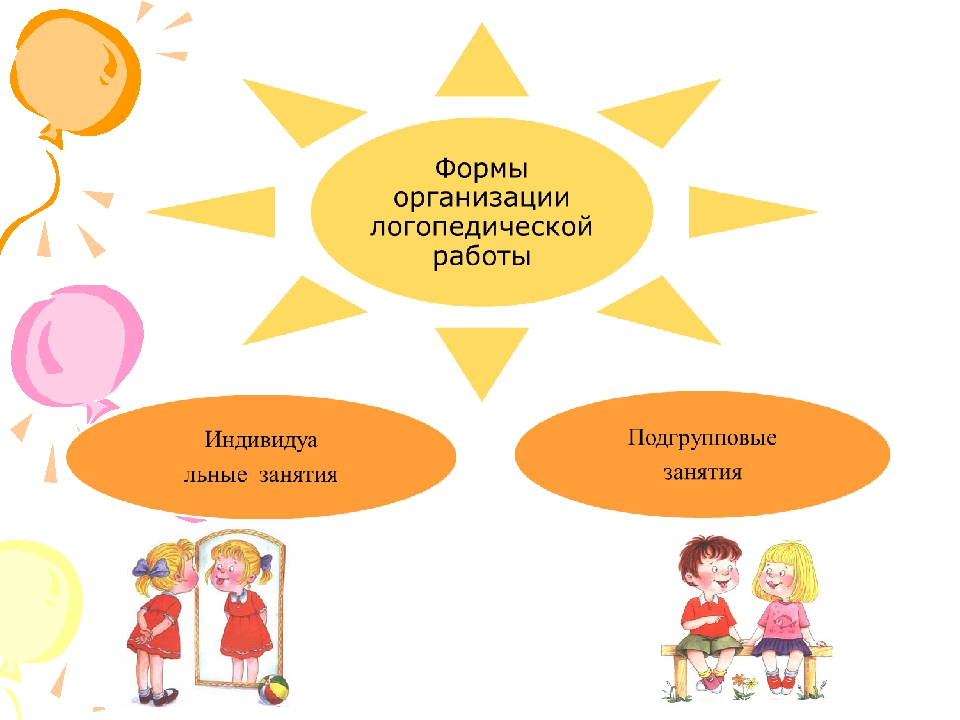 Формы
организации
логопедической
работы
Индивидуа
льные занятия
Подгрупповые
занятия